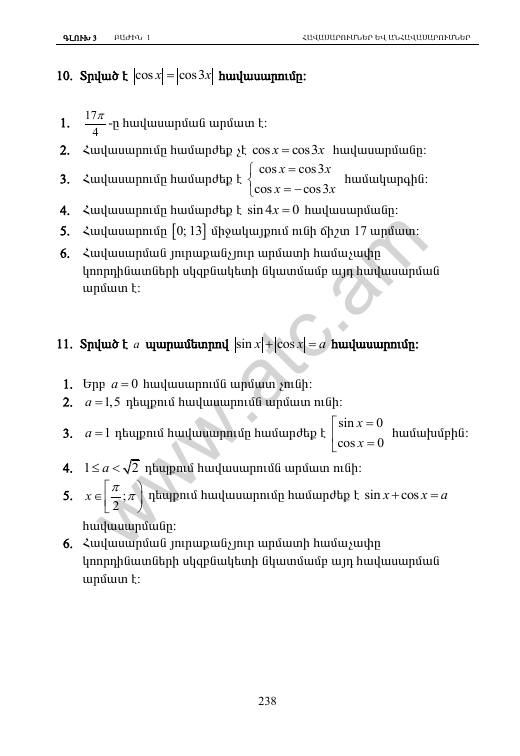 ԳԼՈՒԽ 3 ԲԱԺԻՆ 1 ՀԱՎԱՍԱՐՈՒՄՆԵՐ ԵՎ ԱՆՀԱՎԱՍԱՐՈՒՄՆԵՐ
10. Տրված է |cos x| = |cos 3x| հավասարումը:
1. 17π/4 -ը հավասարման արմատ է:
2. Հավասարումը համարժեք չէ cos x = cos 3x հավասարմանը:
3. Հավասարումը համարժեք է { cos x = cos 3x
cos x = − cos 3x համակարգին:
4. Հավասարումը համարժեք է sin 4x = 0 հավասարմանը:
5. Հավասարումը [0; 13] միջակայքում ունի ճիշտ 17 արմատ:
6. Հավասարման յուրաքանչյուր արմատի համաչափը
կոորդինատների սկզբնակետի նկատմամբ այդ հավասարման
արմատ է:
11. Տրված է a պարամետրով |sin x| + |cos x| = a հավասարումը:
1. Երբ a = 0 հավասարումն արմատ չունի:
2. a = 1,5 դեպքում հավասարումն արմատ ունի:
3. a = 1 դեպքում հավասարումը համարժեք է [ sin x = 0
cos x = 0 համախմբին:
4. 1 ≤ a < √2 դեպքում հավասարումն արմատ ունի:
5. x ∈ [π/2; π) դեպքում հավասարումը համարժեք է sin x + cos x = a
հավասարմանը:
6. Հավասարման յուրաքանչյուր արմատի համաչափը
կոորդինատների սկզբնակետի նկատմամբ այդ հավասարման
արմատ է:
www.atc.am
238